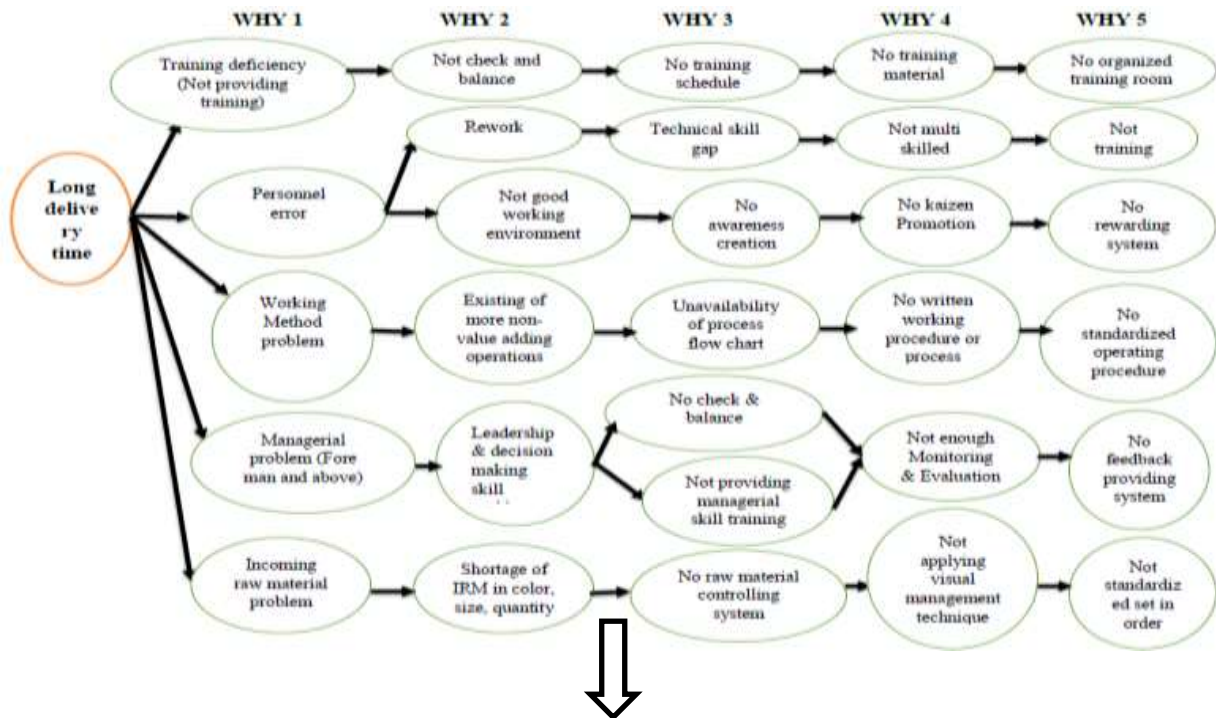 WHY 1
WHY 2
WHY 3
WHY 4
WHY 5
Training deficiency
(Not providing
training)
Not check and
balance
No training
schedule
No training
material
No organized
training room
Rework
Technical skill
gap
Not multi
skilled
Not
training
Long
delive
ry
time
Personnel
error
Not good
working
environment
No
awareness
creation
No kaizen
Promotion
No
rewarding
system
Working
Method
problem
Existing of
more non-
value adding
operations
Unavailability
of process
flow chart
No written
working
procedure or
process
No
standardized
operating
procedure
Managerial
problem (Fore
man and above)
Leadership
& decision
making
skill
No check &
balance
Not providing
managerial
skill training
Not enough
Monitoring
& Evaluation
No
feedback
providing
system
Incoming
raw material
problem
Shortage of
IRM in color,
size, quantity
No raw material
controlling
system
Not
applying
visual
management
technique
Not
standardiz
ed set in
order